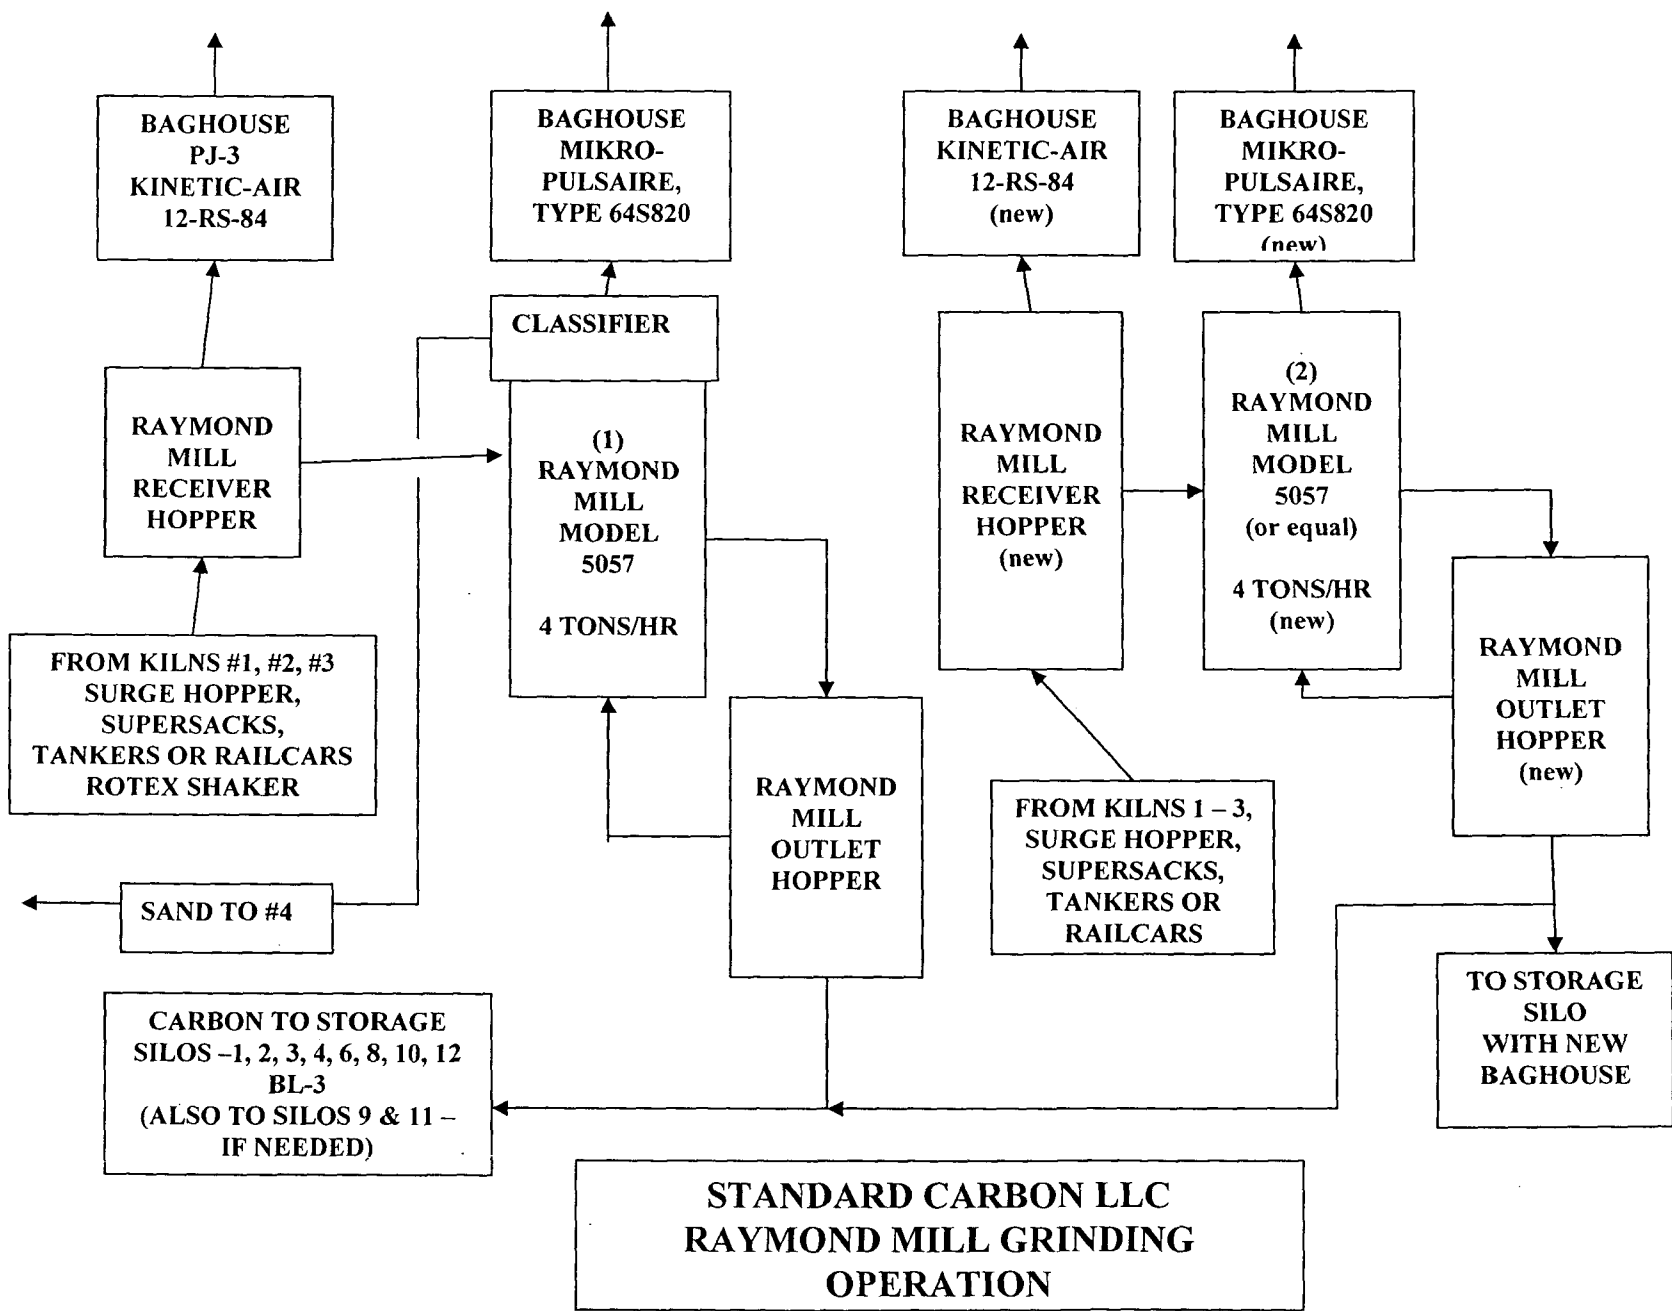 BAGHOUSE
PJ-3
KINETIC-AIR
12-RS-84
BAGHOUSE
MIKRO-
PULSAIRE,
TYPE 64S820
BAGHOUSE
KINETIC-AIR
12-RS-84
(new)
BAGHOUSE
MIKRO-
PULSAIRE,
TYPE 64S820
(new)
CLASSIFIER
RAYMOND
MILL
RECEIVER
HOPPER
(1)
RAYMOND
MILL
MODEL
5057
4 TONS/HR
RAYMOND
MILL
RECEIVER
HOPPER
(new)
(2)
RAYMOND
MILL
MODEL
5057
(or equal)
4 TONS/HR
(new)
FROM KILNS #1, #2, #3
SURGE HOPPER,
SUPERSACKS,
TANKERS OR RAILCARS
ROTEX SHAKER
RAYMOND
MILL
OUTLET
HOPPER
RAYMOND
MILL
OUTLET
HOPPER
(new)
FROM KILNS 1 – 3,
SURGE HOPPER,
SUPERSACKS,
TANKERS OR
RAILCARS
SAND TO #4
TO STORAGE
SILO
WITH NEW
BAGHOUSE
CARBON TO STORAGE
SILOS –1, 2, 3, 4, 6, 8, 10, 12
BL-3
(ALSO TO SILOS 9 & 11 –
IF NEEDED)
STANDARD CARBON LLC
RAYMOND MILL GRINDING
OPERATION